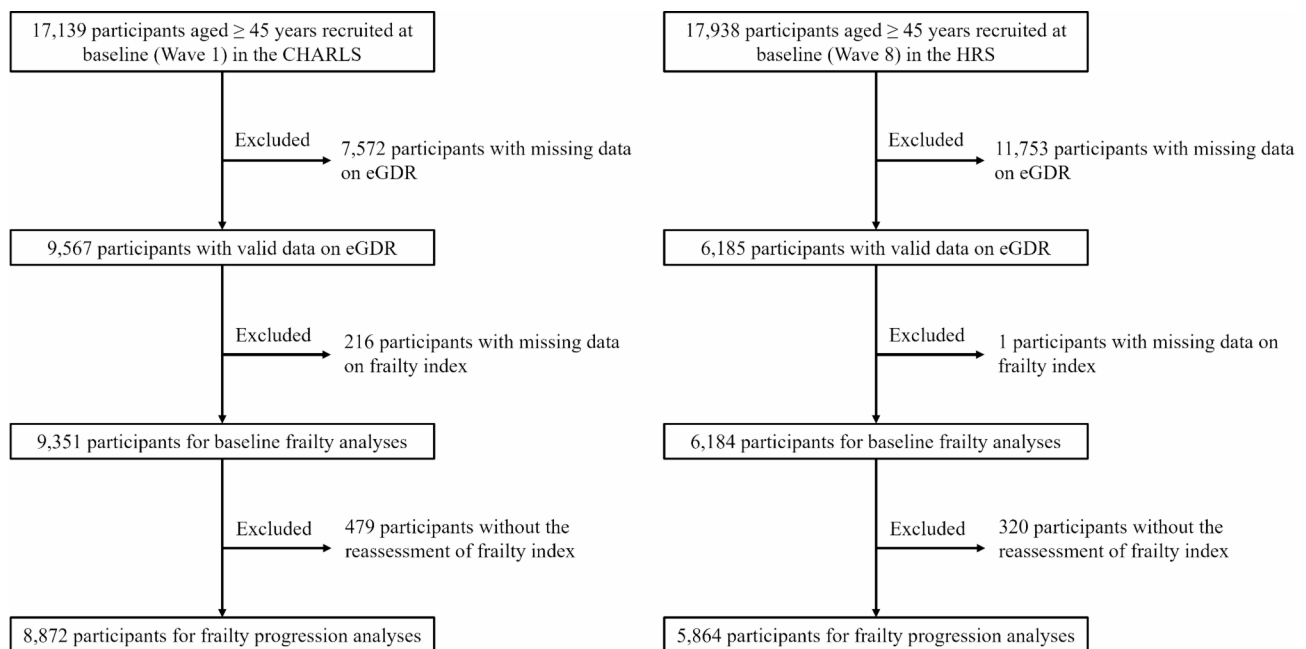 17,139 participants aged ≥ 45 years recruited at
baseline (Wave 1) in the CHARLS
Excluded
7,572 participants with missing data
on eGDR
9,567 participants with valid data on eGDR
Excluded
216 participants with missing data
on frailty index
9,351 participants for baseline frailty analyses
Excluded
479 participants without the
reassessment of frailty index
8,872 participants for frailty progression analyses
17,938 participants aged ≥ 45 years recruited at
baseline (Wave 8) in the HRS
Excluded
11,753 participants with missing data
on eGDR
6,185 participants with valid data on eGDR
Excluded
1 participants with missing data on
frailty index
6,184 participants for baseline frailty analyses
Excluded
320 participants without the
reassessment of frailty index
5,864 participants for frailty progression analyses